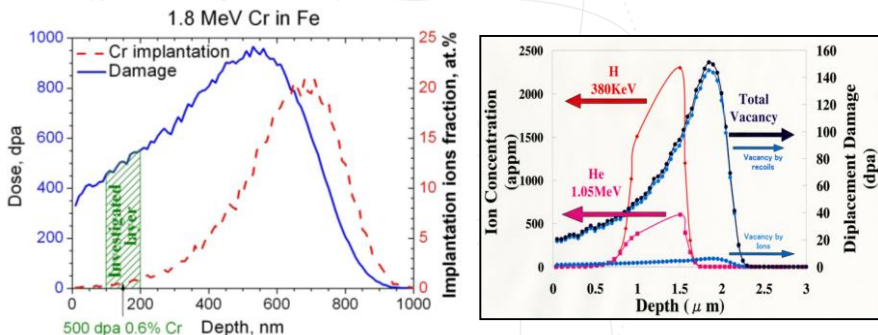 1.8 MeV Cr in Fe
1000
800
600
400
200
0
Dose, dpa
Cr implantation
Damage
Investigated
layer
25
20
15
10
5
0
Implantation ions fraction, at.%
0 200 400 600 800 1000
500 dpa 0.6% Cr
Depth, nm
2500
2000
1500
1000
500
0
Ion Concentration
(appm)
H
380KeV
He
1.05MeV
Total
Vacancy
Vacancy by
recoils
Vacancy
by Ions
160
140
120
100
80
60
40
20
0
Diplacement Damage
(dpa)
0 0.5 1 1.5 2 2.5 3
Depth (μm)